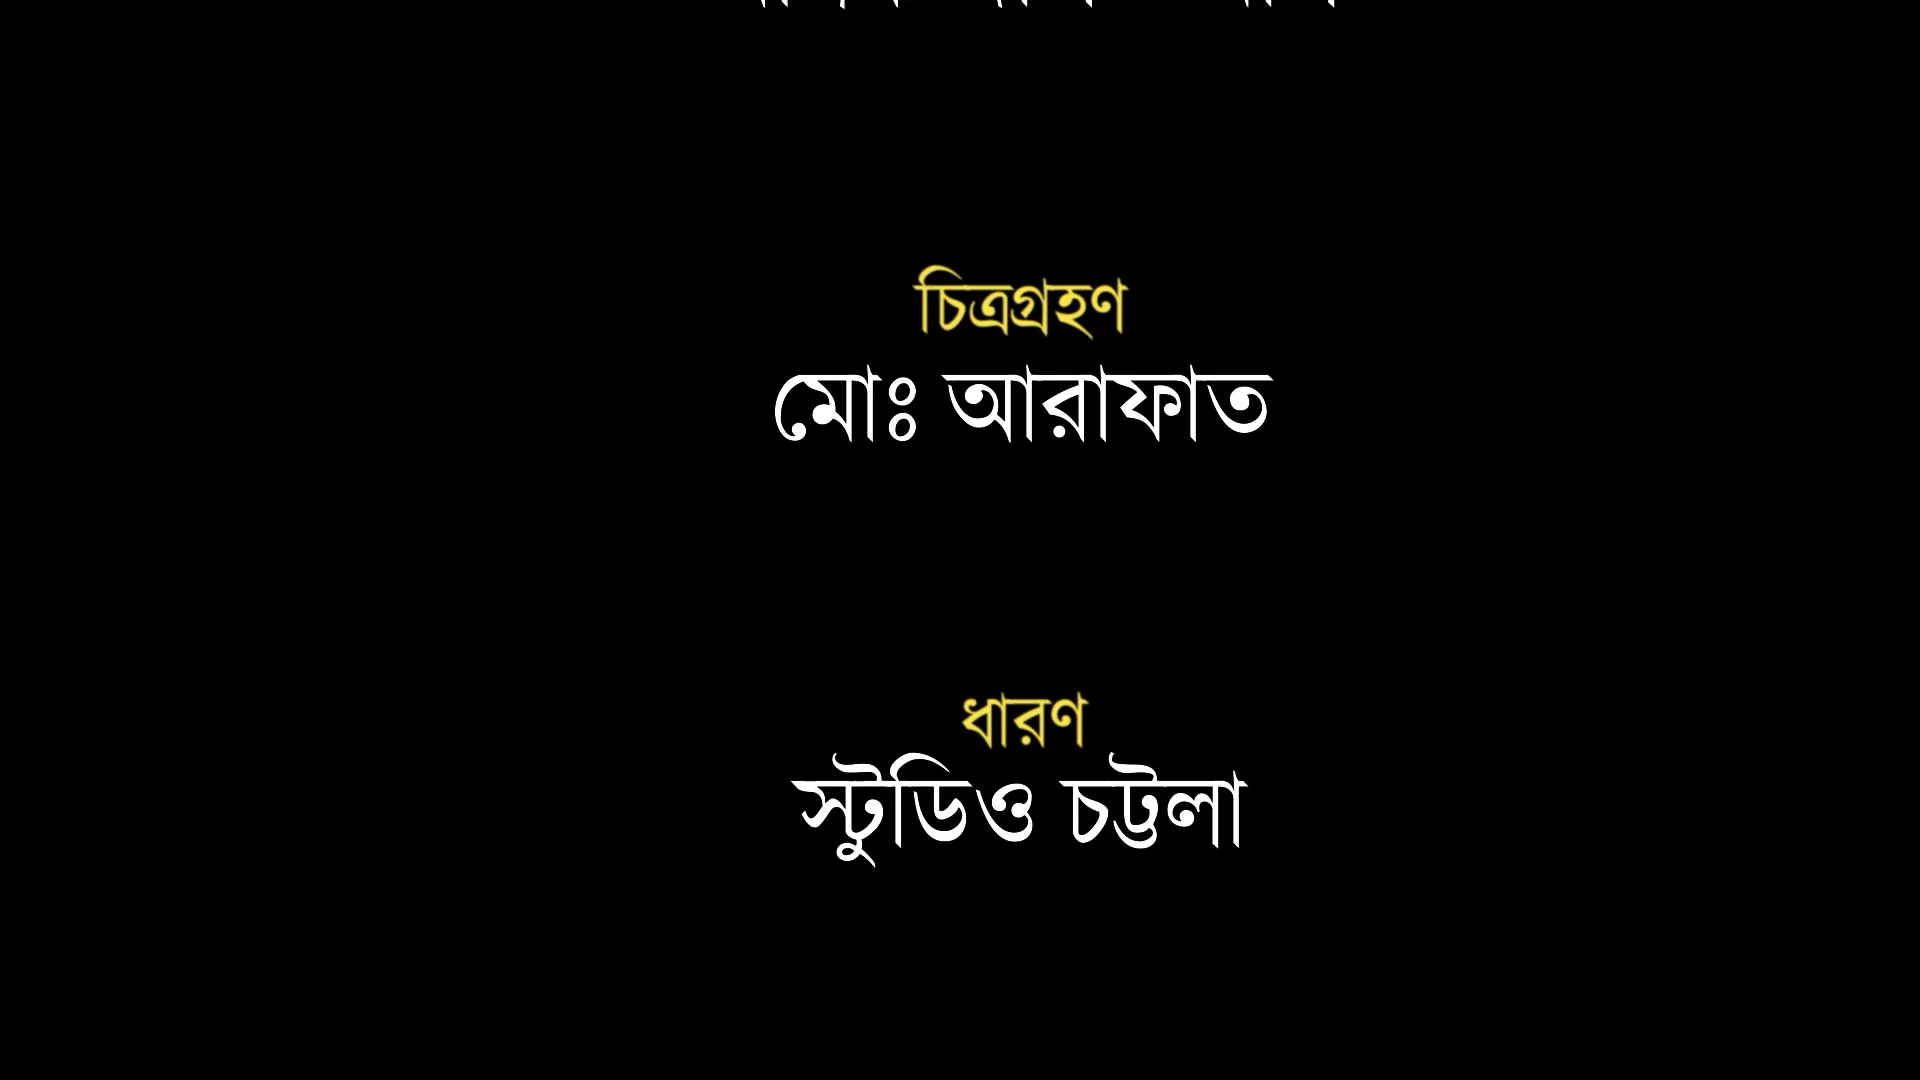 চিত্রগ্রহণ
মোঃ আরাফাত
ধারণ
স্টুডিও চট্টলা